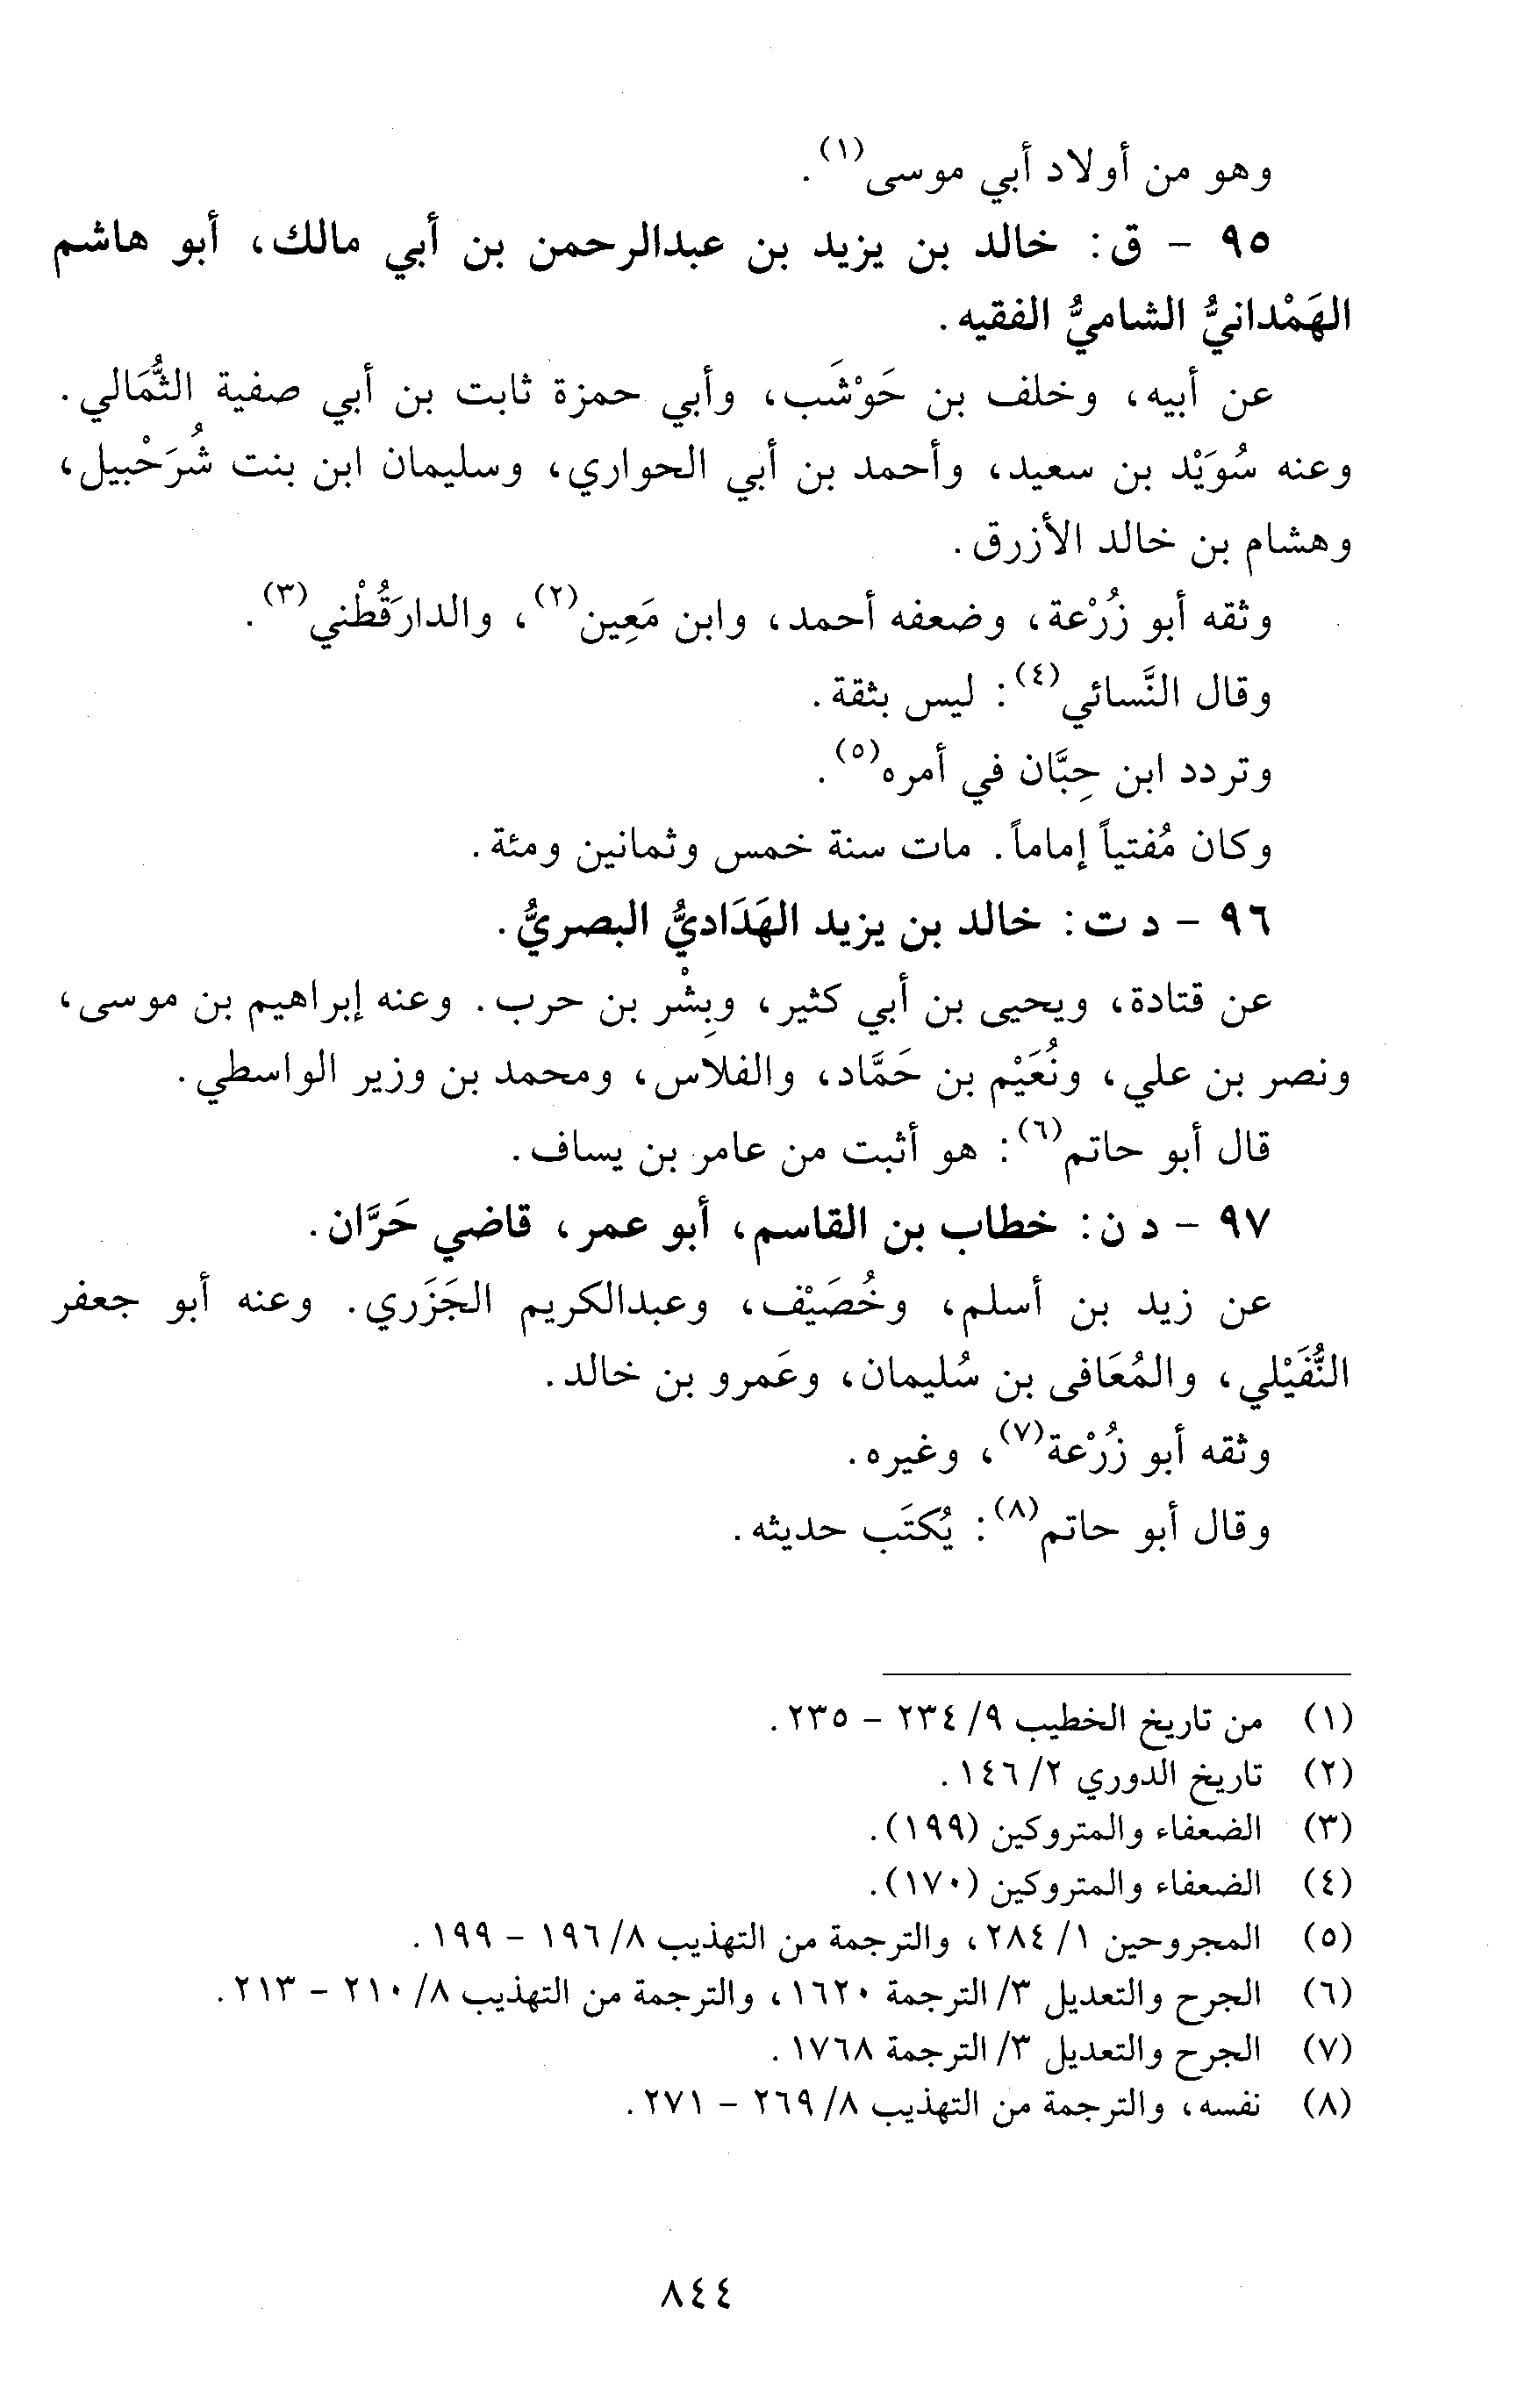 وهو من أولاد أبي موسى(١).
٩٥ - ق: خالد بن يزيد بن عبدالرحمن بن أبي مالك، أبو هاشم
الهَمْدانيُّ الشاميُّ الفقيه.
عن أبيه، وخلف بن حَوْشَب، وأبي حمزة ثابت بن أبي صفية الثُّمَالي.
وعنه سُوَيْد بن سعيد، وأحمد بن أبي الحواري، وسليمان ابن بنت شُرَحْبيل،
وهشام بن خالد الأزرق.
وثقه أبو زُرْعة، وضعفه أحمد، وابن مَعِين(٢)، والدارَقُطْني(٣).
وقال النَّسائي(٤): ليس بثقة.
وتردد ابن حِبَّان في أمره(٥).
وكان مُفتياً إماماً. مات سنة خمس وثمانين ومئة.
٩٦ - د ت: خالد بن يزيد الهَدَاديُّ البصريُّ.
عن قتادة، ويحيى بن أبي كثير، وبِشْر بن حرب. وعنه إبراهيم بن موسى،
ونصر بن علي، ونُعَيْم بن حَمَّاد، والفلاس، ومحمد بن وزير الواسطي.
قال أبو حاتم(٦): هو أثبت من عامر بن يساف.
٩٧ - د ن: خطاب بن القاسم، أبو عمر، قاضي حَرَّان.
عن زيد بن أسلم، وخُصَيْف، وعبدالكريم الجَزَري. وعنه أبو جعفر
النُّفَيْلي، والمُعَافى بن سُليمان، وعَمرو بن خالد.
وثقه أبو زُرْعة(٧)، وغيره.
وقال أبو حاتم(٨): يُكتَب حديثه.
(١) من تاريخ الخطيب ٩/ ٢٣٤ - ٢٣٥.
(٢) تاريخ الدوري ٢/ ١٤٦.
(٣) الضعفاء والمتروكين (١٩٩).
(٤) الضعفاء والمتروكين (١٧٠).
(٥) المجروحين ١/ ٢٨٤، والترجمة من التهذيب ٨/ ١٩٦ - ١٩٩.
(٦) الجرح والتعديل ٣/ الترجمة ١٦٢٠، والترجمة من التهذيب ٨/ ٢١٠ - ٢١٣.
(٧) الجرح والتعديل ٣/ الترجمة ١٧٦٨.
(٨) نفسه، والترجمة من التهذيب ٨/ ٢٦٩ - ٢٧١.
٨٤٤